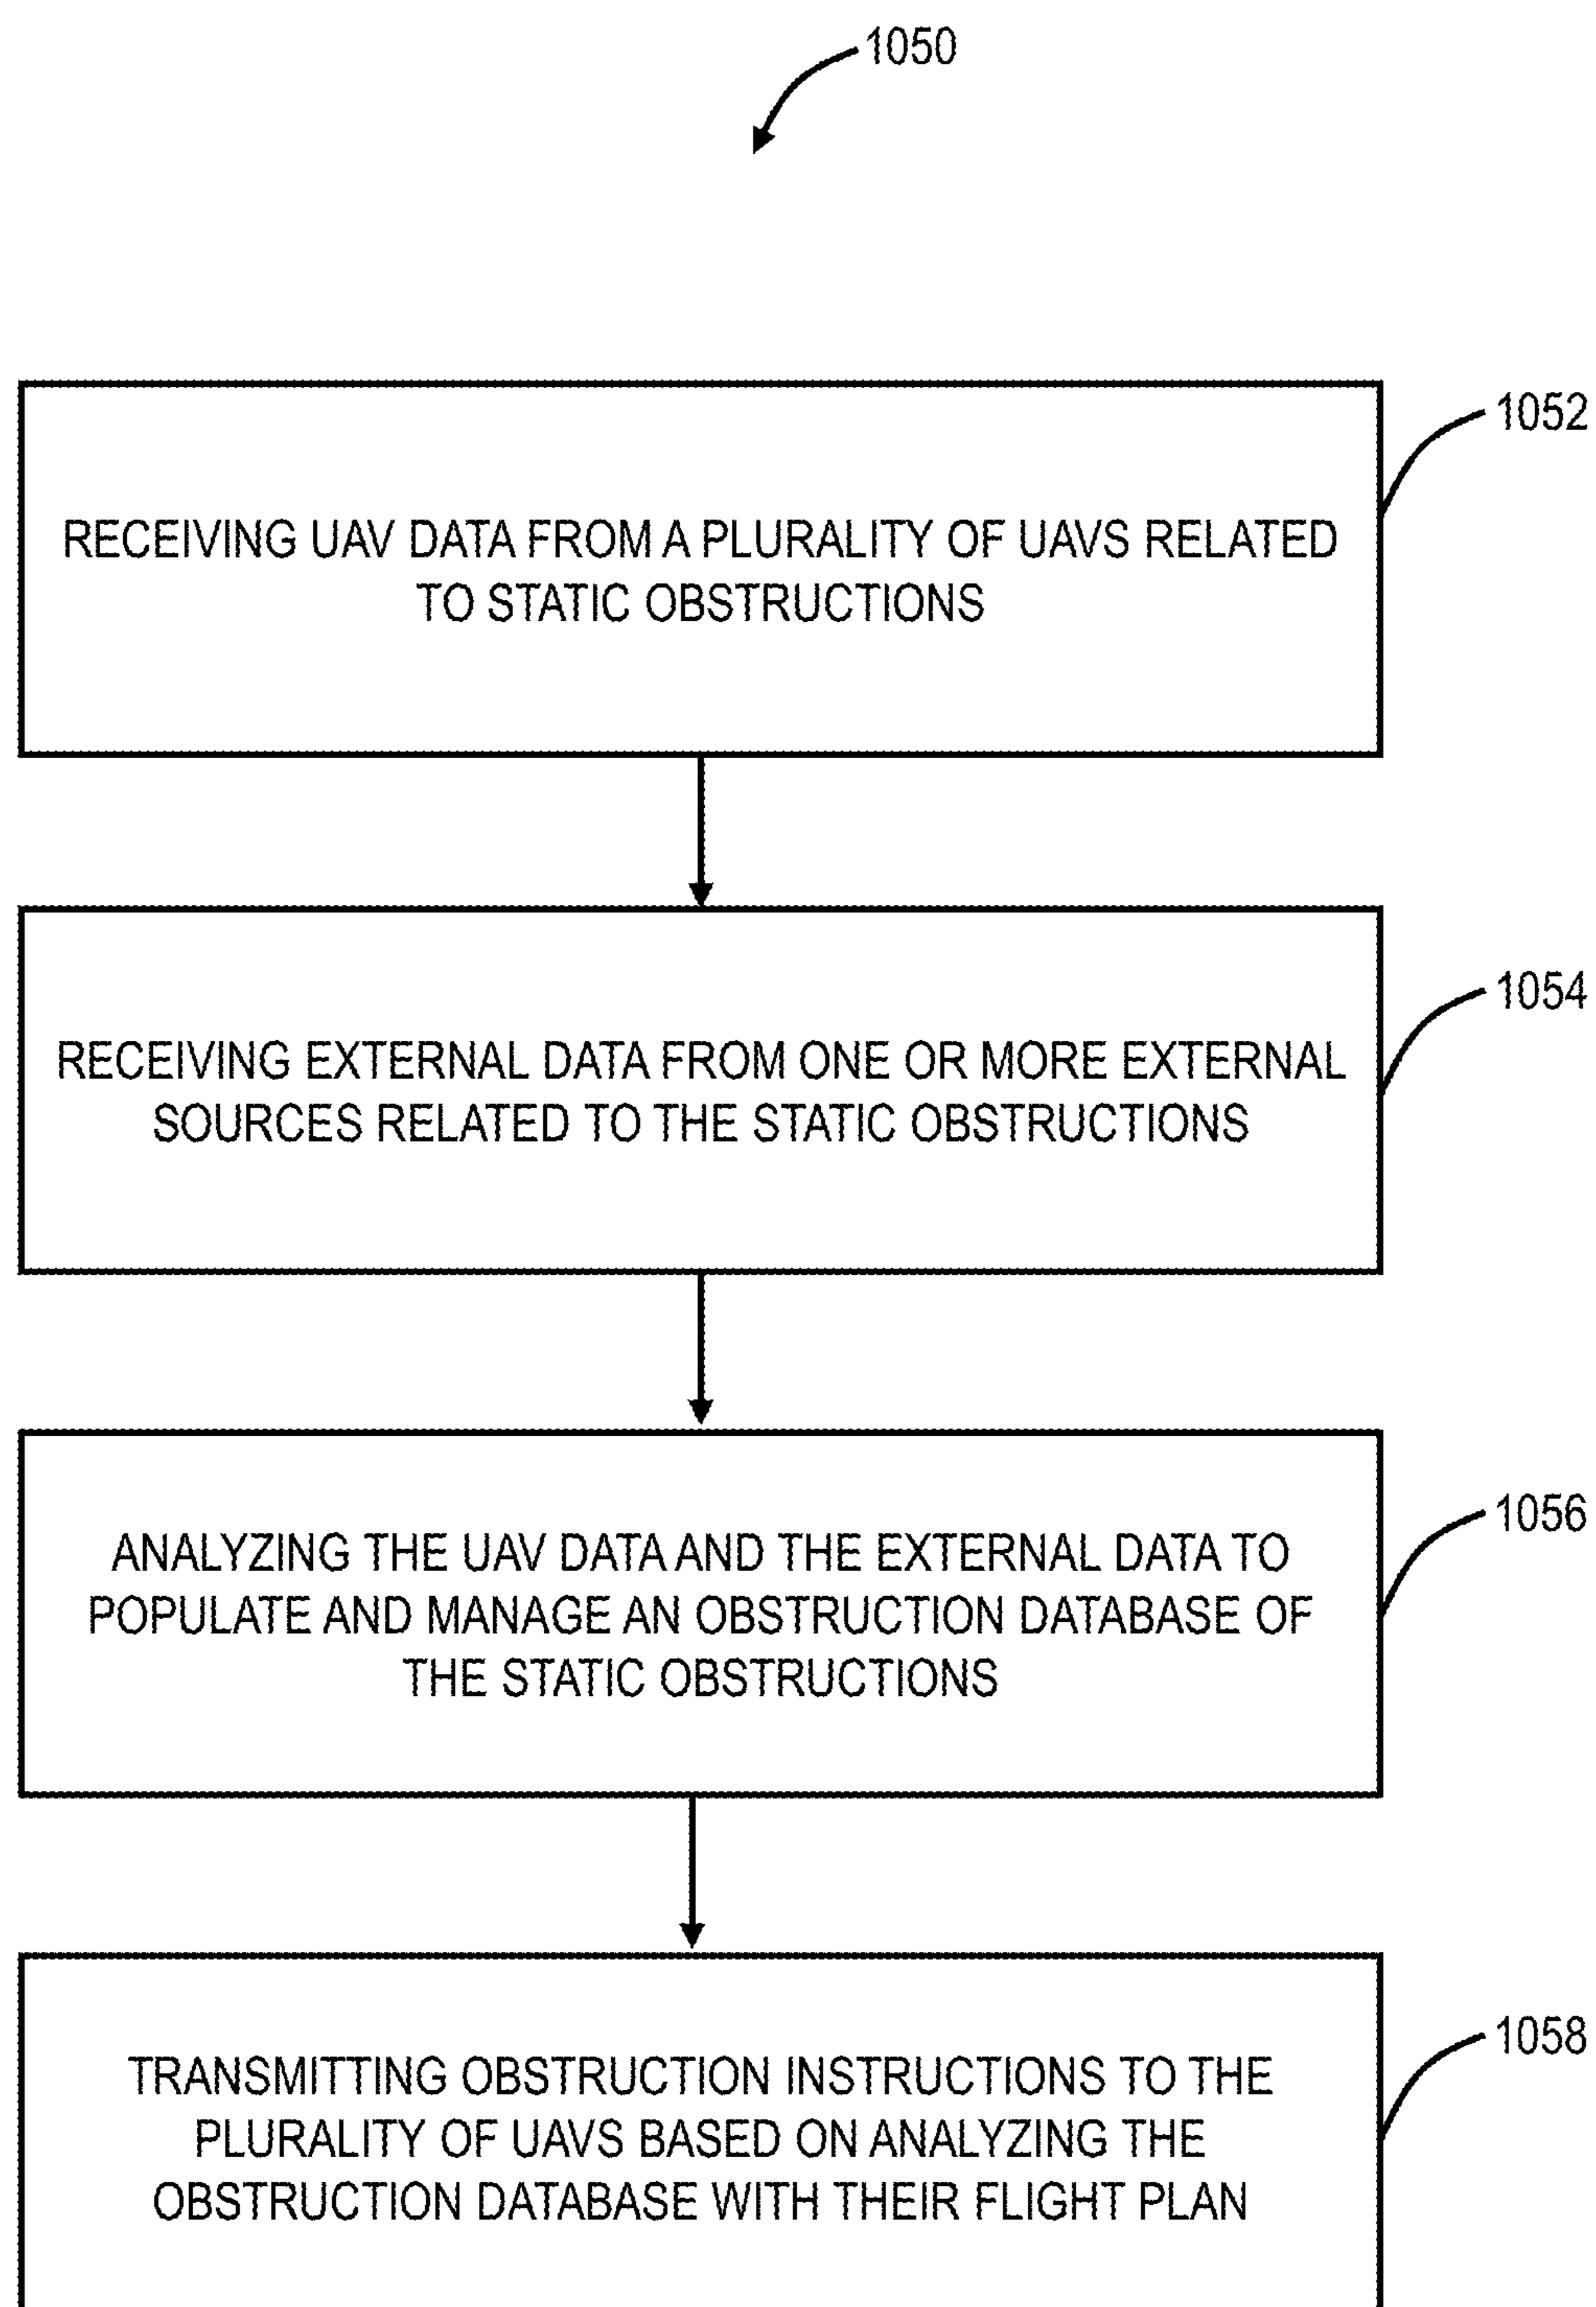 1050
1052
RECEIVING UAV DATA FROM A PLURALITY OF UAVS RELATED
TO STATIC OBSTRUCTIONS
1054
RECEIVING EXTERNAL DATA FROM ONE OR MORE EXTERNAL
SOURCES RELATED TO THE STATIC OBSTRUCTIONS
1056
ANALYZING THE UAV DATA AND THE EXTERNAL DATA TO
POPULATE AND MANAGE AN OBSTRUCTION DATABASE OF
THE STATIC OBSTRUCTIONS
1058
TRANSMITTING OBSTRUCTION INSTRUCTIONS TO THE
PLURALITY OF UAVS BASED ON ANALYZING THE
OBSTRUCTION DATABASE WITH THEIR FLIGHT PLAN